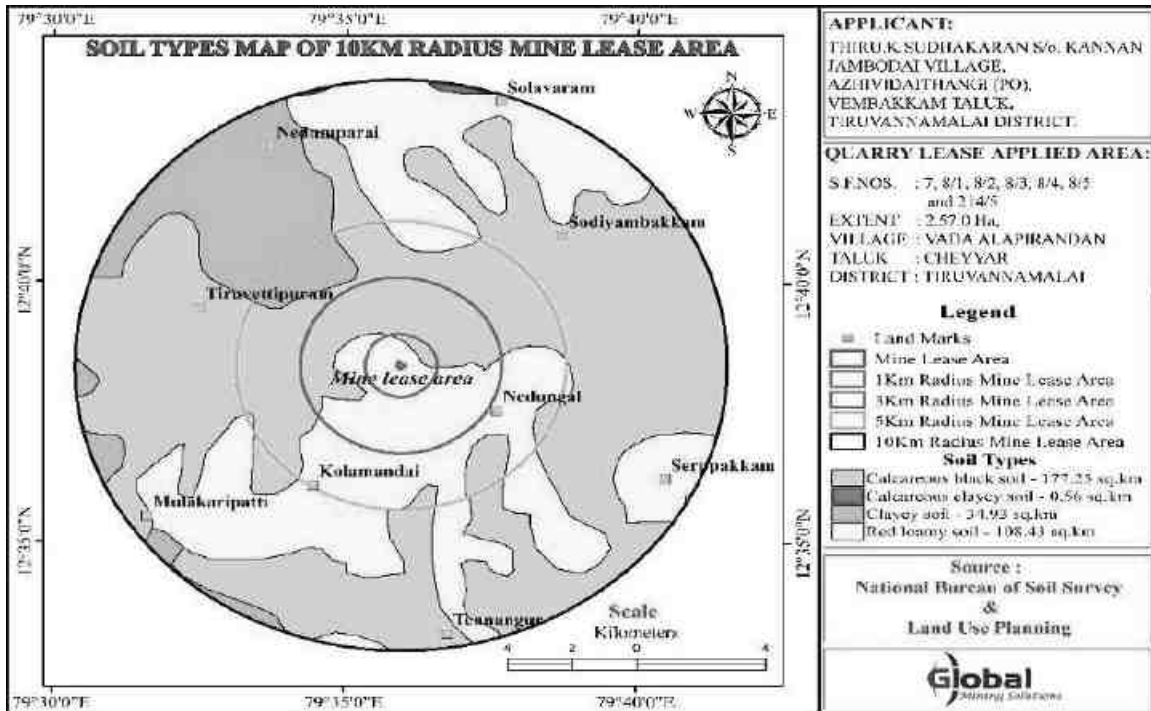 79°30'0"E
79°35'0"E
79°40'0"E
SOIL TYPES MAP OF 10KM RADIUS MINE LEASE AREA
Solavaram
N
W
E
S
Nedamparai
Sodiyambakkam
12°40'0"N
12°40'0"N
Tiruvettipuram
Mine lease area
Nedungal
Kolamandai
Serupakkam
Mulakaripatti
12°35'0"N
12°35'0"N
Tennangur
Scale
Kilometers
4 2 0 4
79°30'0"E
79°35'0"E
79°40'0"E
APPLICANT:
THIRU.K SUDHAKARAN S/o. KANNAN
JAMBODAI VILLAGE,
AZHIVIDAITHANGI (PO),
VEMBAKKAM TALUK,
TIRUVANNAMALAI DISTRICT.
QUARRY LEASE APPLIED AREA:
S.F.NOS. : 7, 8/1, 8/2, 8/3, 8/4, 8/5
and 214/5
EXTENT : 2.57.0 Ha,
VILLAGE : VADA ALAPIRANDAN
TALUK : CHEYYAR
DISTRICT : TIRUVANNAMALAI
Legend
Land Marks
Mine Lease Area
1Km Radius Mine Lease Area
3Km Radius Mine Lease Area
5Km Radius Mine Lease Area
10Km Radius Mine Lease Area
Soil Types
Calcareous black soil - 177.25 sq.km
Calcareous clayey soil - 0.56 sq.km
Clayey soil - 34.93 sq.km
Red loamy soil - 108.43 sq.km
Source :
National Bureau of Soil Survey
&
Land Use Planning
Global
Mining Solutions